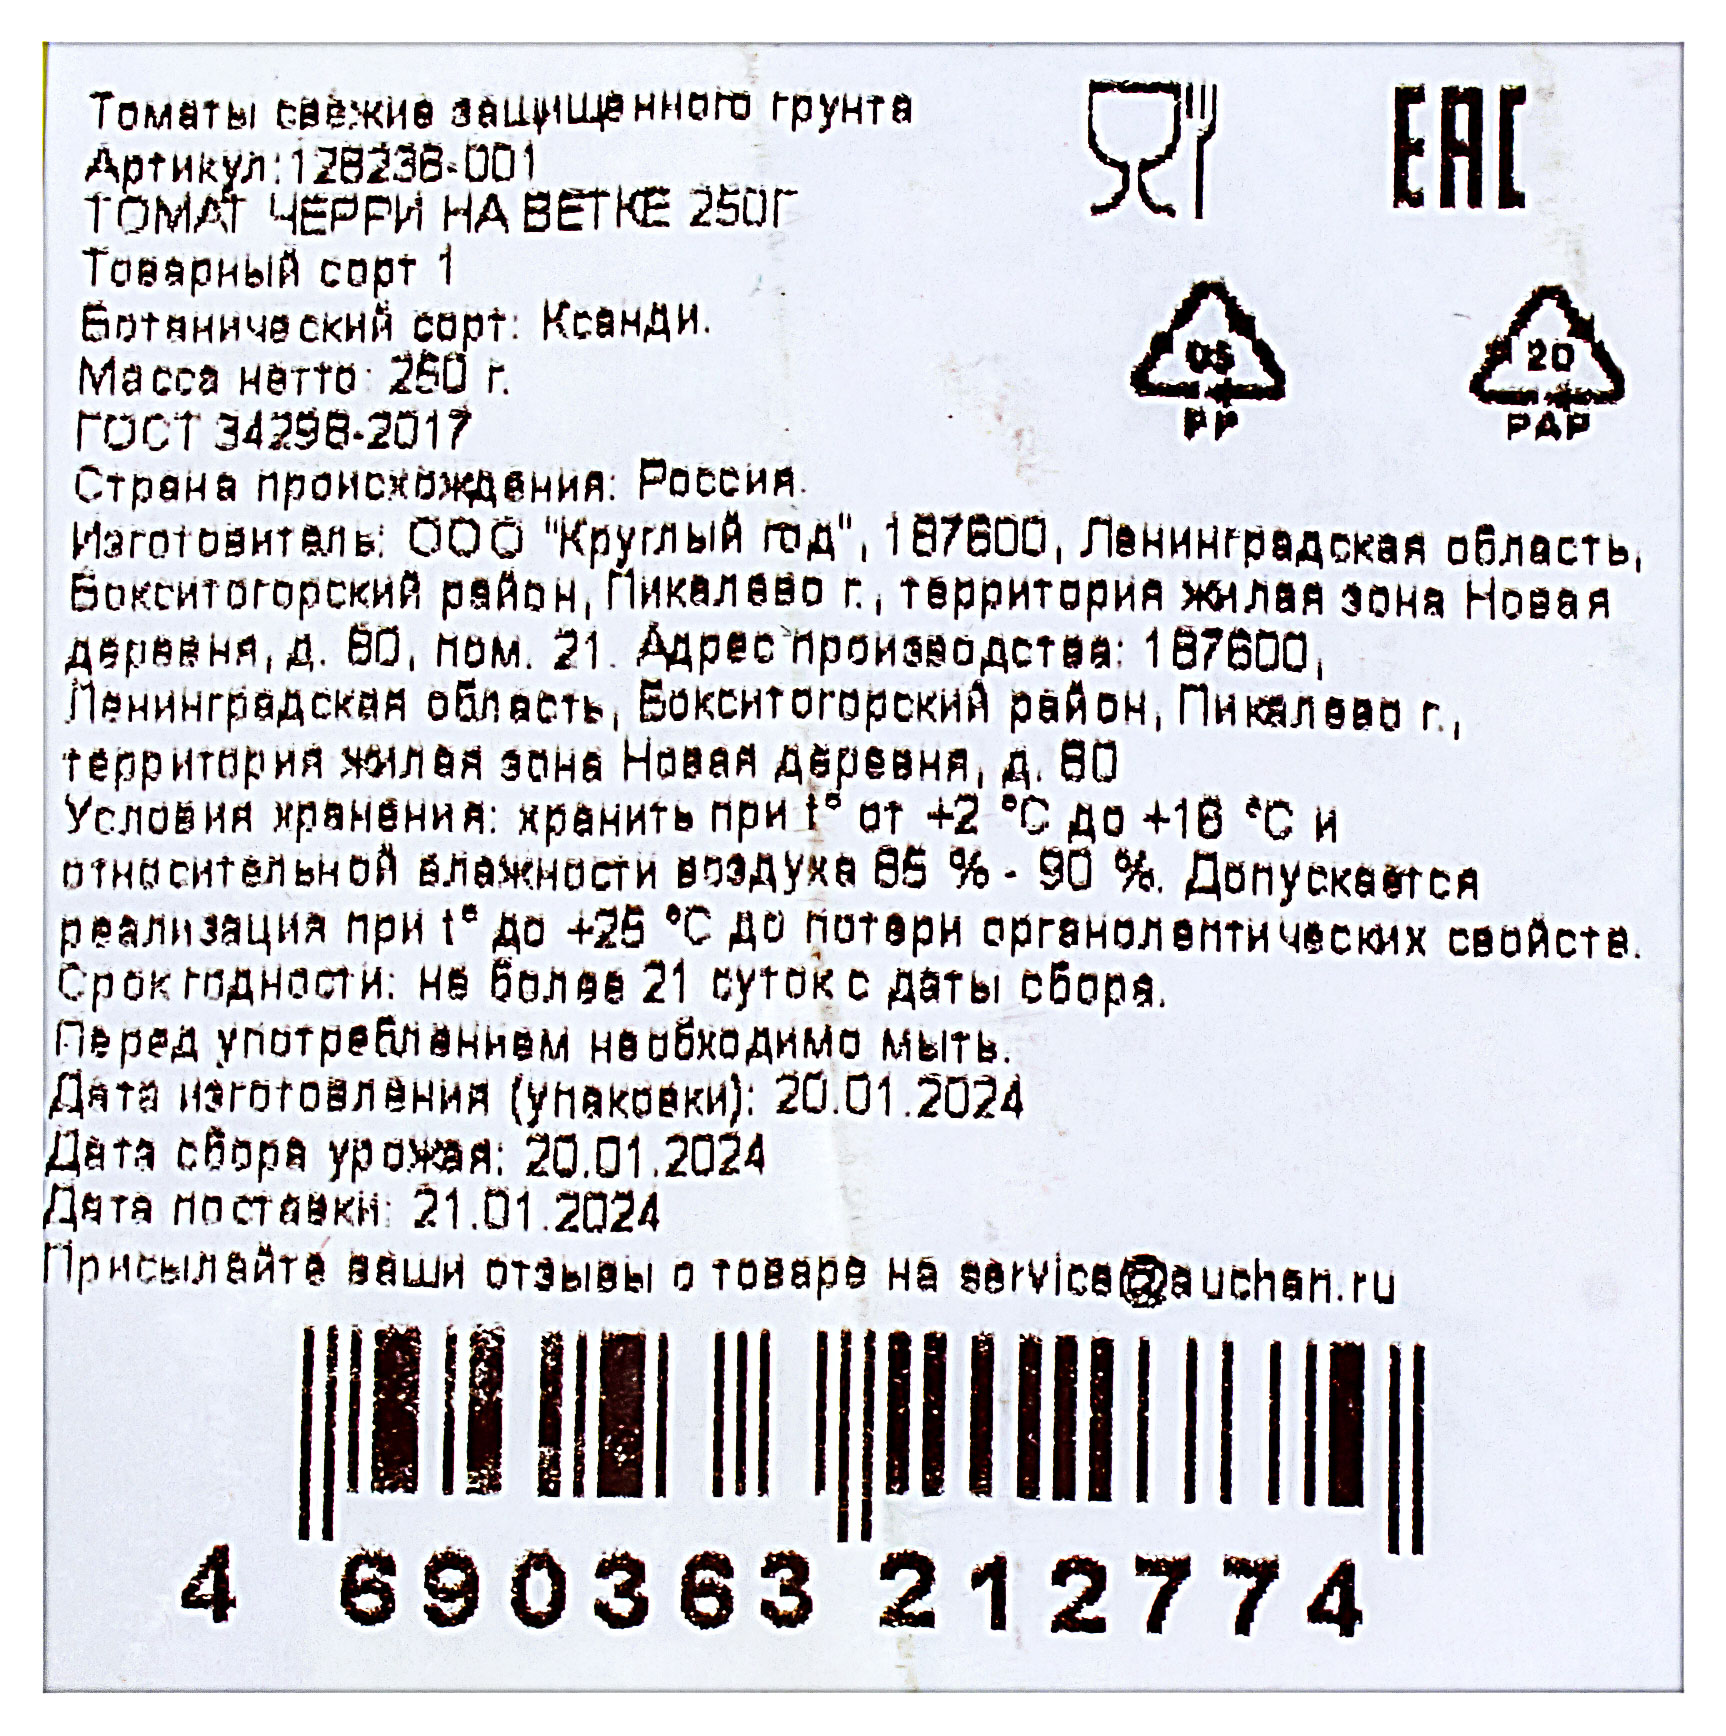 Томаты свежие защищенного грунта
Артикул:128238-001
ТОМАТ ЧЕРРИ НА ВЕТКЕ 250Г
Товарный сорт 1
Ботанический сорт: Ксанди.
Масса нетто: 250 г.
ГОСТ 34298-2017
Страна происхождения: Россия.
Изготовитель: ООО "Круглый год", 187600, Ленинградская область,
Бокситогорский район, Пикалево г., территория жилая зона Новая
деревня, д. 80, пом. 21. Адрес производства: 187600,
Ленинградская область, Бокситогорский район, Пикалево г.,
территория жилая зона Новая деревня, д. 80
Условия хранения: хранить при t° от +2 °C до +16 °C и
относительной влажности воздуха 85 % - 90 %. Допускается
реализация при t° до +25 °C до потери органолептических свойств.
Срок годности: не более 21 суток с даты сбора.
Перед употреблением необходимо мыть.
Дата изготовления (упаковки): 20.01.2024
Дата сбора урожая: 20.01.2024
Дата поставки: 21.01.2024
Присылайте ваши отзывы о товаре на service@auchan.ru
EAC
05
PP
20
PAP
4 690363 212774